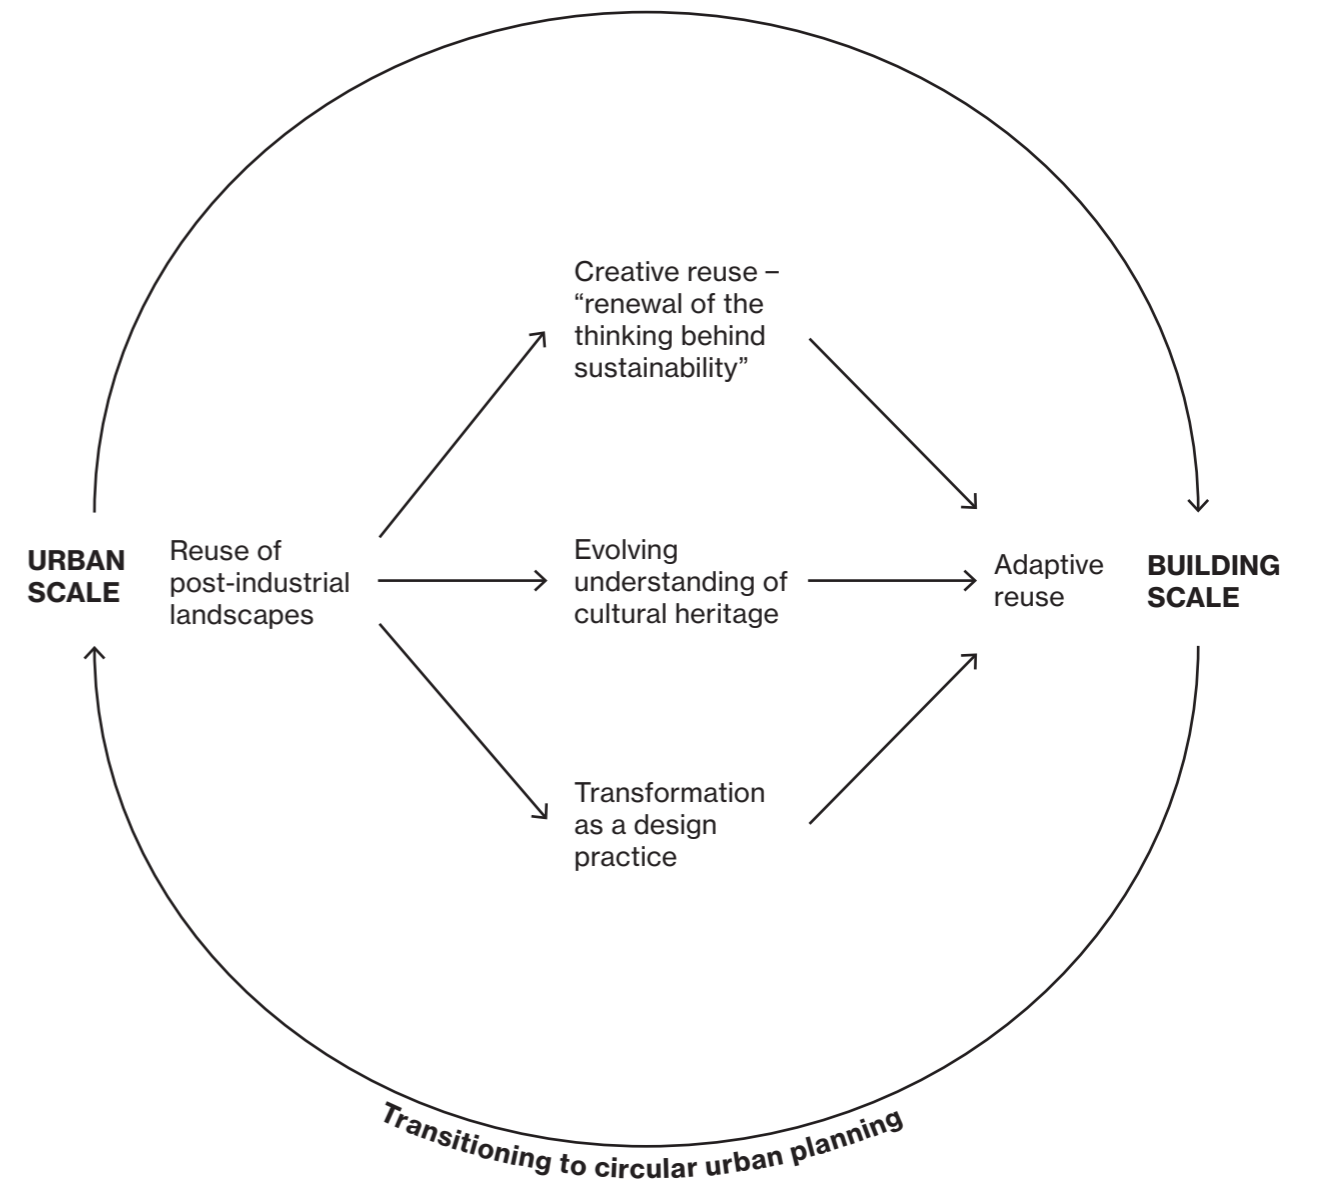 Creative reuse –
“renewal of the
thinking behind
sustainability”
URBAN
SCALE
Reuse of
post-industrial
landscapes
Evolving
understanding of
cultural heritage
Adaptive
reuse
BUILDING
SCALE
Transformation
as a design
practice
Transitioning to circular urban planning